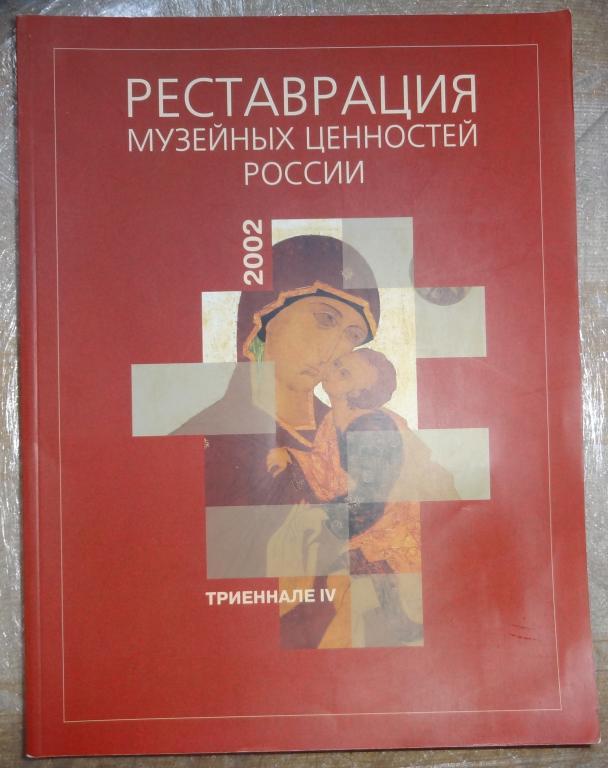 РЕСТАВРАЦИЯ
МУЗЕЙНЫХ ЦЕННОСТЕЙ
РОССИИ
2002
ТРИЕННАЛЕ IV